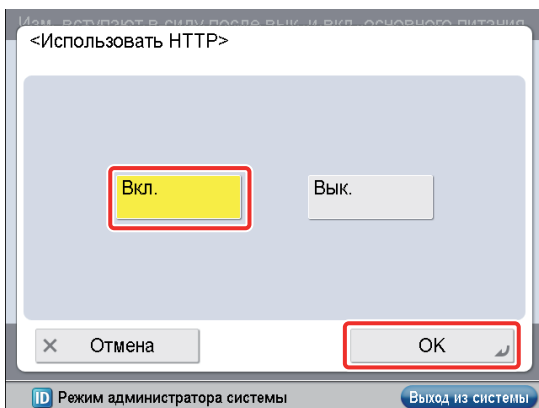 Изм. вступают в силу после вык. и вкл. основного питания
<Использовать HTTP>
Вкл.
Вык.
Отмена
OK
ID Режим администратора системы
Выход из системы